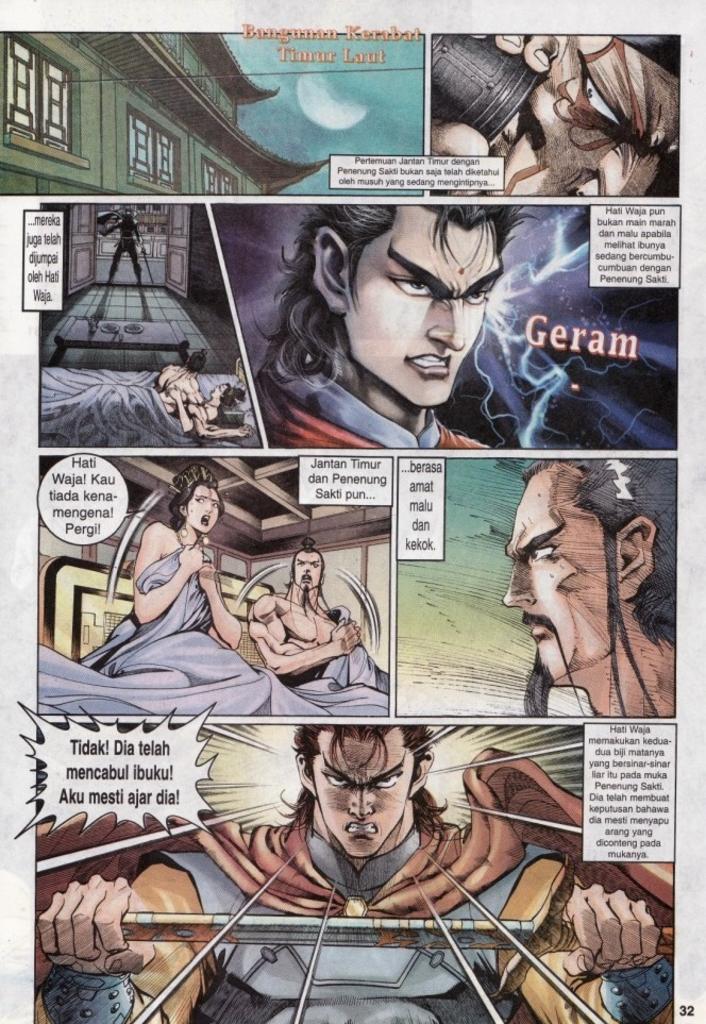 Bangunan Kerabat
Timur Laut
Pertemuan Jantan Timur dengan
Penenung Sakti bukan saja telah diketahui
oleh musuh yang sedang mengintipnya...
...mereka
juga telah
dijumpai
oleh Hati
Waja.
Hati Waja pun
bukan main marah
dan malu apabila
melihat ibunya
sedang bercumbu-
cumbuan dengan
Penenung Sakti.
Geram
-
Hati
Waja! Kau
tiada kena-
mengena!
Pergi!
Jantan Timur
dan Penenung
Sakti pun...
...berasa
amat
malu
dan
kekok.
Tidak! Dia telah
mencabul ibuku!
Aku mesti ajar dia!
Hati Waja
memakukan kedua-
dua biji matanya
yang bersinar-sinar
liar itu pada muka
Penenung Sakti.
Dia telah membuat
keputusan bahawa
dia mesti menyapu
arang yang
diconteng pada
mukanya.
32